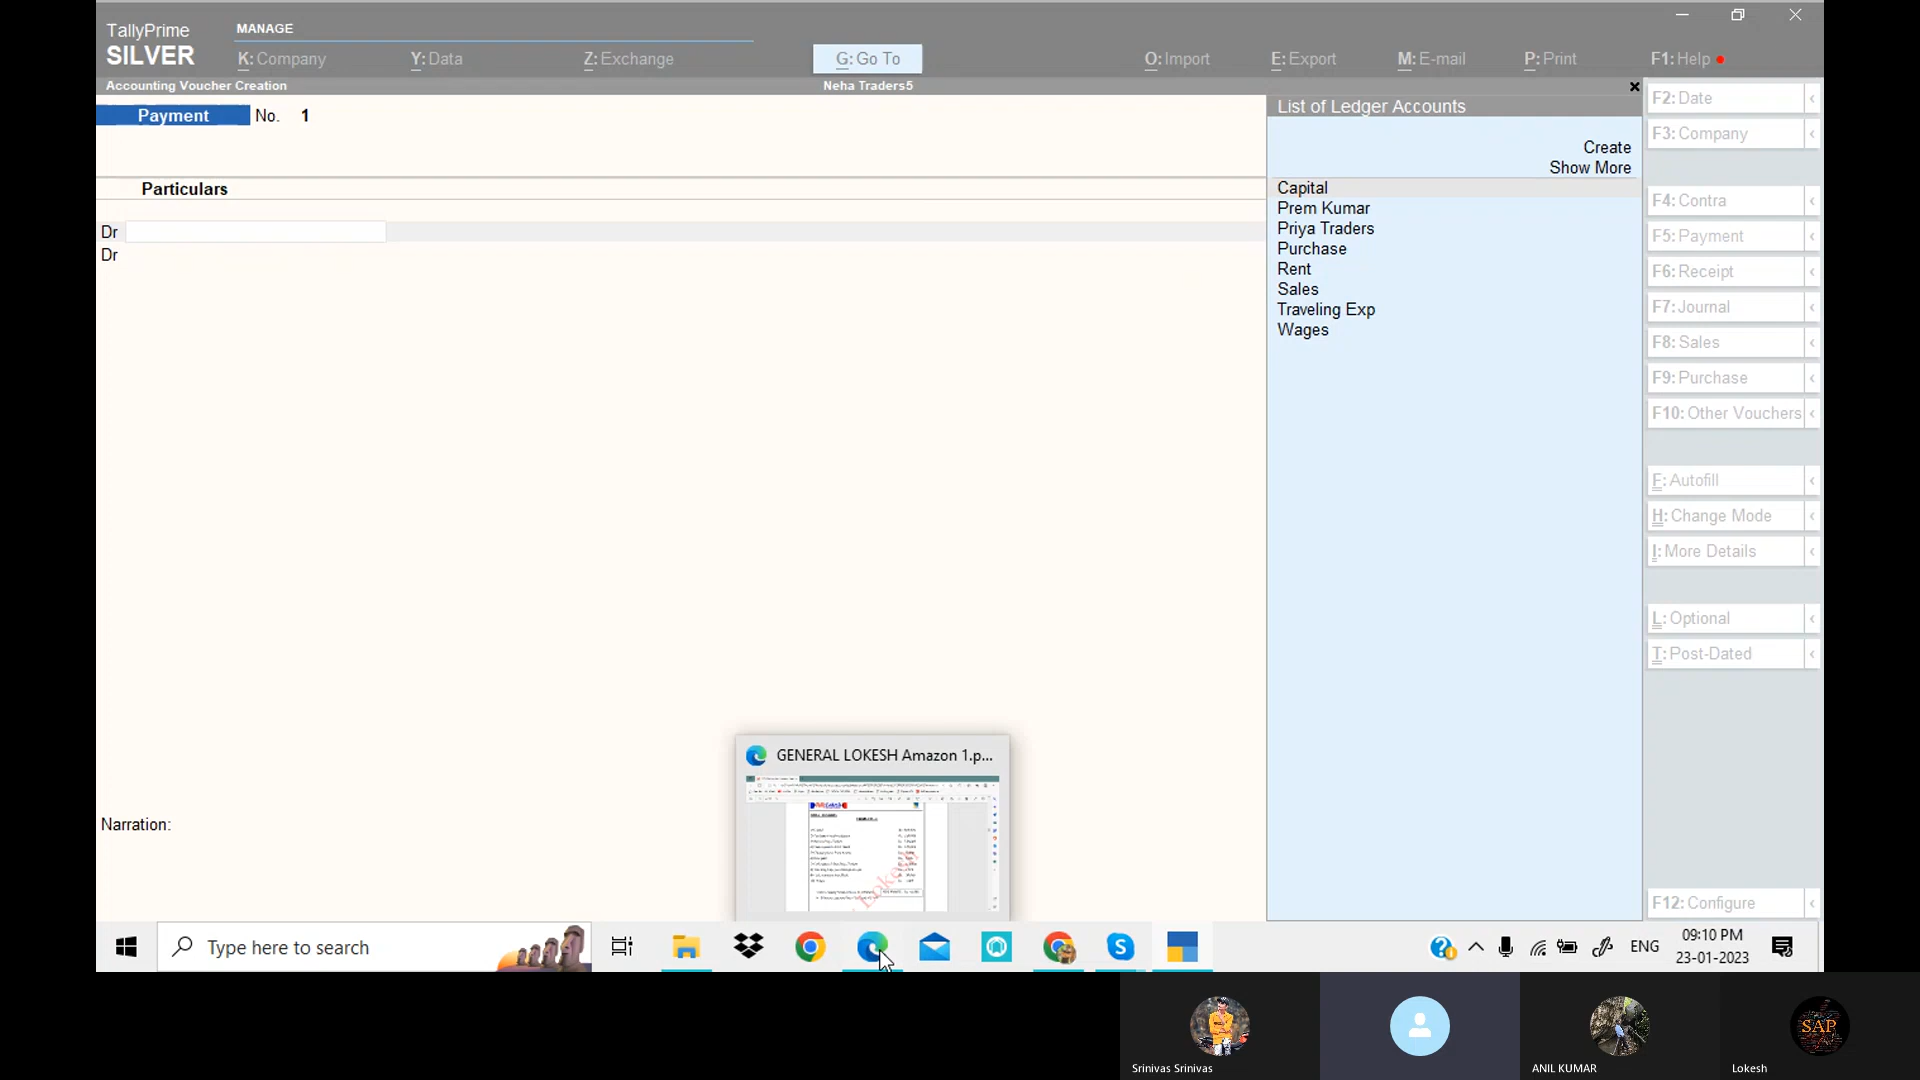 TallyPrime
SILVER
MANAGE
K: Company
Y: Data
Z: Exchange
G: Go To
O: Import
E: Export
M: E-mail
P: Print
F1: Help
Accounting Voucher Creation
Neha Traders5
Payment No. 1
Particulars
Dr
Dr
Narration:
List of Ledger Accounts
Create
Show More
Capital
Prem Kumar
Priya Traders
Purchase
Rent
Sales
Traveling Exp
Wages
F2: Date
F3: Company
F4: Contra
F5: Payment
F6: Receipt
F7: Journal
F8: Sales
F9: Purchase
F10: Other Vouchers
F: Autofill
H: Change Mode
I: More Details
L: Optional
T: Post-Dated
F12: Configure
GENERAL LOKESH Amazon 1.p...
Type here to search
ENG
09:10 PM
23-01-2023
SAP
Srinivas Srinivas
ANIL KUMAR
Lokesh